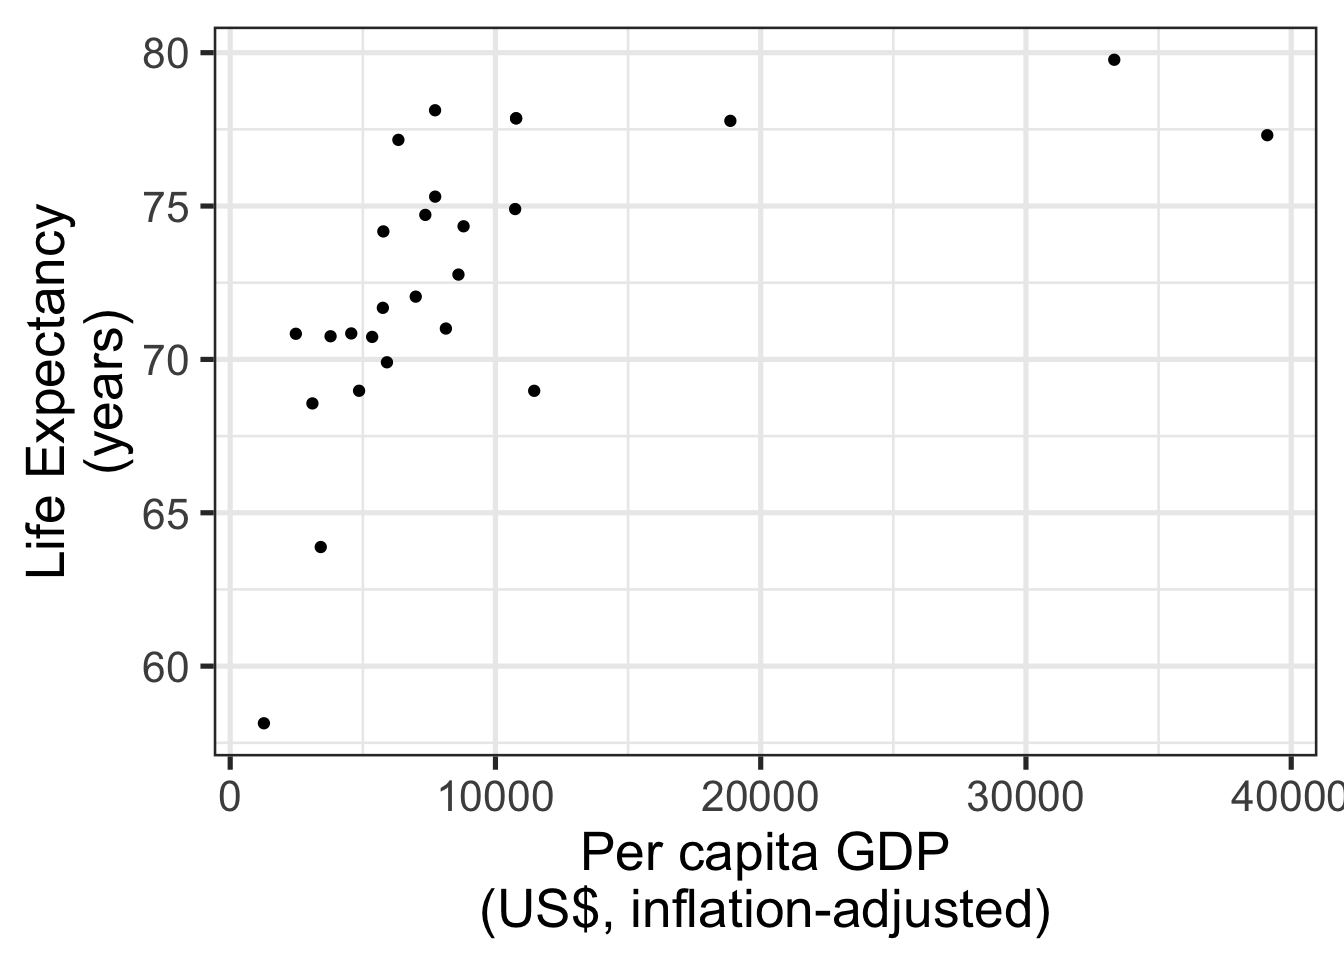 80
75
70
65
60
Life Expectancy
(years)
0 10000 20000 30000 40000
Per capita GDP
(US$, inflation-adjusted)